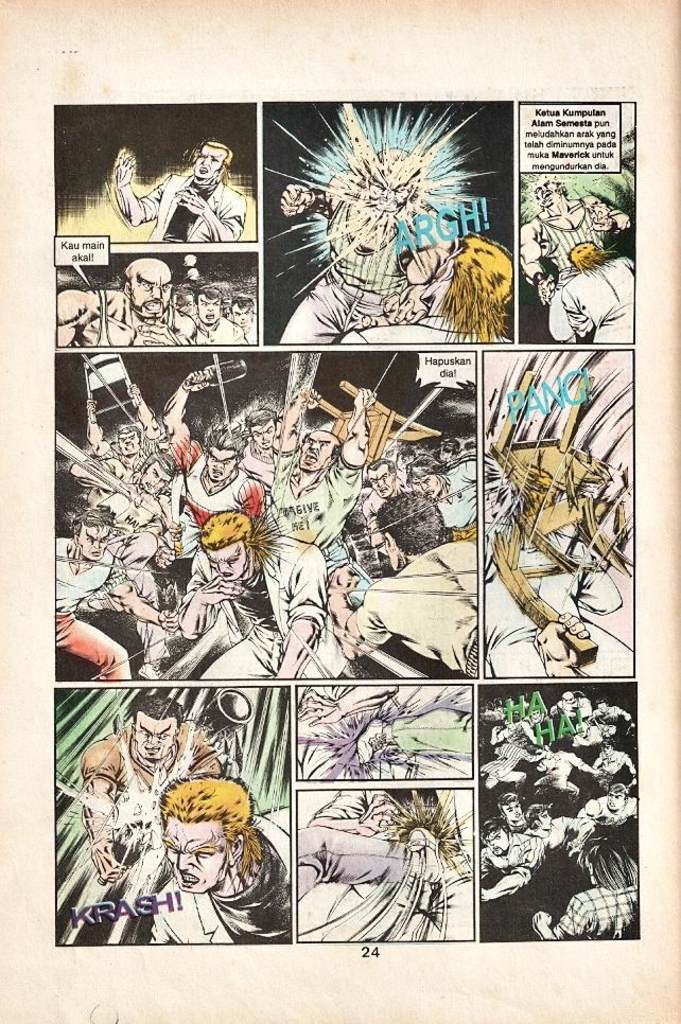 Kau main
akal!
ARGH!
Ketua Kumpulan
Alam Semesta pun
meludahkan arak yang
telah diminumnya pada
muka Maverick untuk
mengundurkan dia.
Hapuskan
dia!
ME!
PANG!
KRASH!
HA
HA!
24